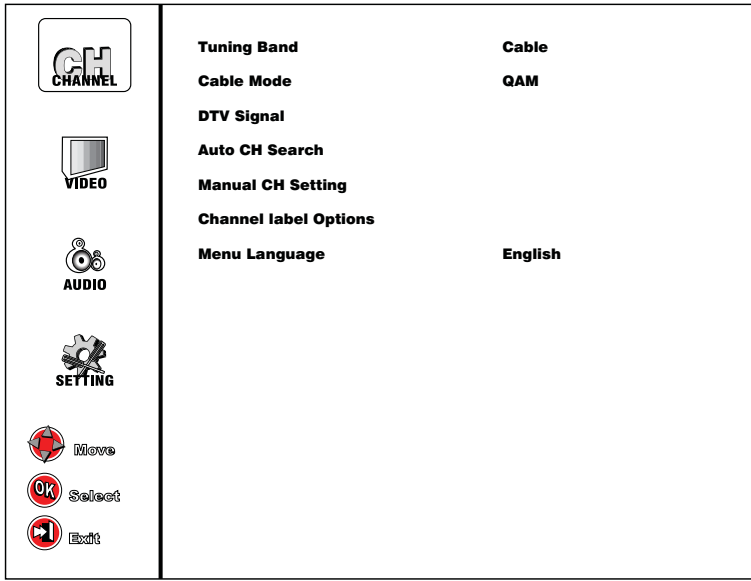 CH
CHANNEL
VIDEO
AUDIO
SETTING
Move
OK Select
Exit
Tuning Band Cable
Cable Mode QAM
DTV Signal
Auto CH Search
Manual CH Setting
Channel label Options
Menu Language English